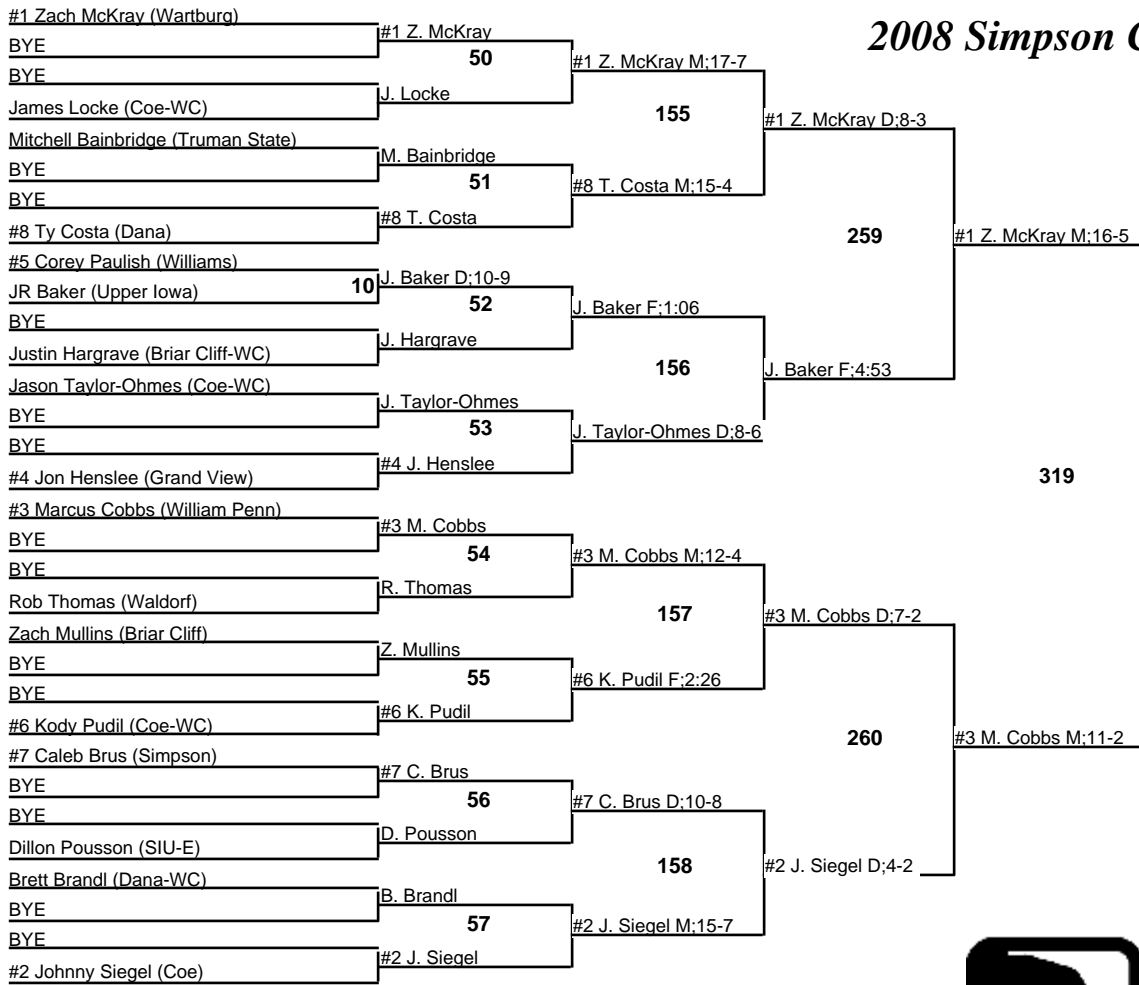 2008 Simpson
#1 Zach McKray (Wartburg)
BYE
BYE
James Locke (Coe-WC)
Mitchell Bainbridge (Truman State)
BYE
BYE
#8 Ty Costa (Dana)
#5 Corey Paulish (Williams)
JR Baker (Upper Iowa)
BYE
Justin Hargrave (Briar Cliff-WC)
Jason Taylor-Ohmes (Coe-WC)
BYE
BYE
#4 Jon Henslee (Grand View)
#3 Marcus Cobbs (William Penn)
BYE
BYE
Rob Thomas (Waldorf)
Zach Mullins (Briar Cliff)
BYE
BYE
#6 Kody Pudil (Coe-WC)
#7 Caleb Brus (Simpson)
BYE
BYE
Dillon Pousson (SIU-E)
Brett Brandl (Dana-WC)
BYE
BYE
#2 Johnny Siegel (Coe)
10
#1 Z. McKray
50
J. Locke
M. Bainbridge
51
#8 T. Costa
J. Baker D;10-9
52
J. Hargrave
J. Taylor-Ohmes
53
#4 J. Henslee
#3 M. Cobbs
54
R. Thomas
Z. Mullins
55
#6 K. Pudil
#7 C. Brus
56
D. Pousson
B. Brandl
57
#2 J. Siegel
#1 Z. McKray M;17-7
155
#8 T. Costa M;15-4
J. Baker F;1:06
156
J. Taylor-Ohmes D;8-6
#3 M. Cobbs M;12-4
157
#6 K. Pudil F;2:26
#7 C. Brus D;10-8
158
#2 J. Siegel M;15-7
#1 Z. McKray D;8-3
259
J. Baker F;4:53
#3 M. Cobbs D;7-2
260
#2 J. Siegel D;4-2
#1 Z. McKray M;16-5
319
#3 M. Cobbs M;11-2